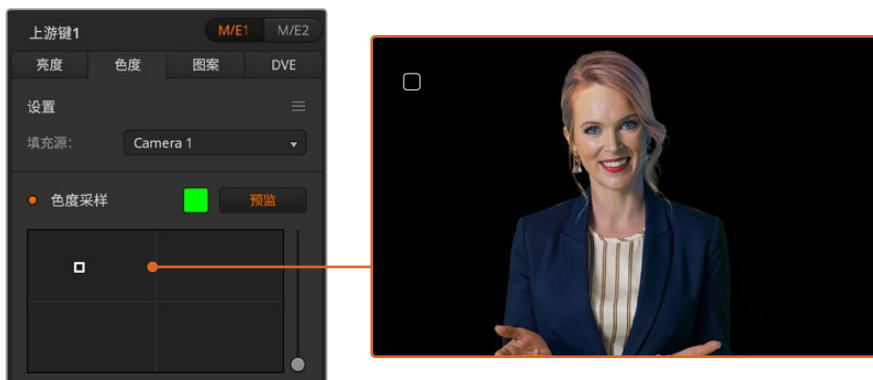 上游键1
M/E1 M/E2
亮度 色度 图案 DVE
设置
填充源： Camera 1
色度采样 预监